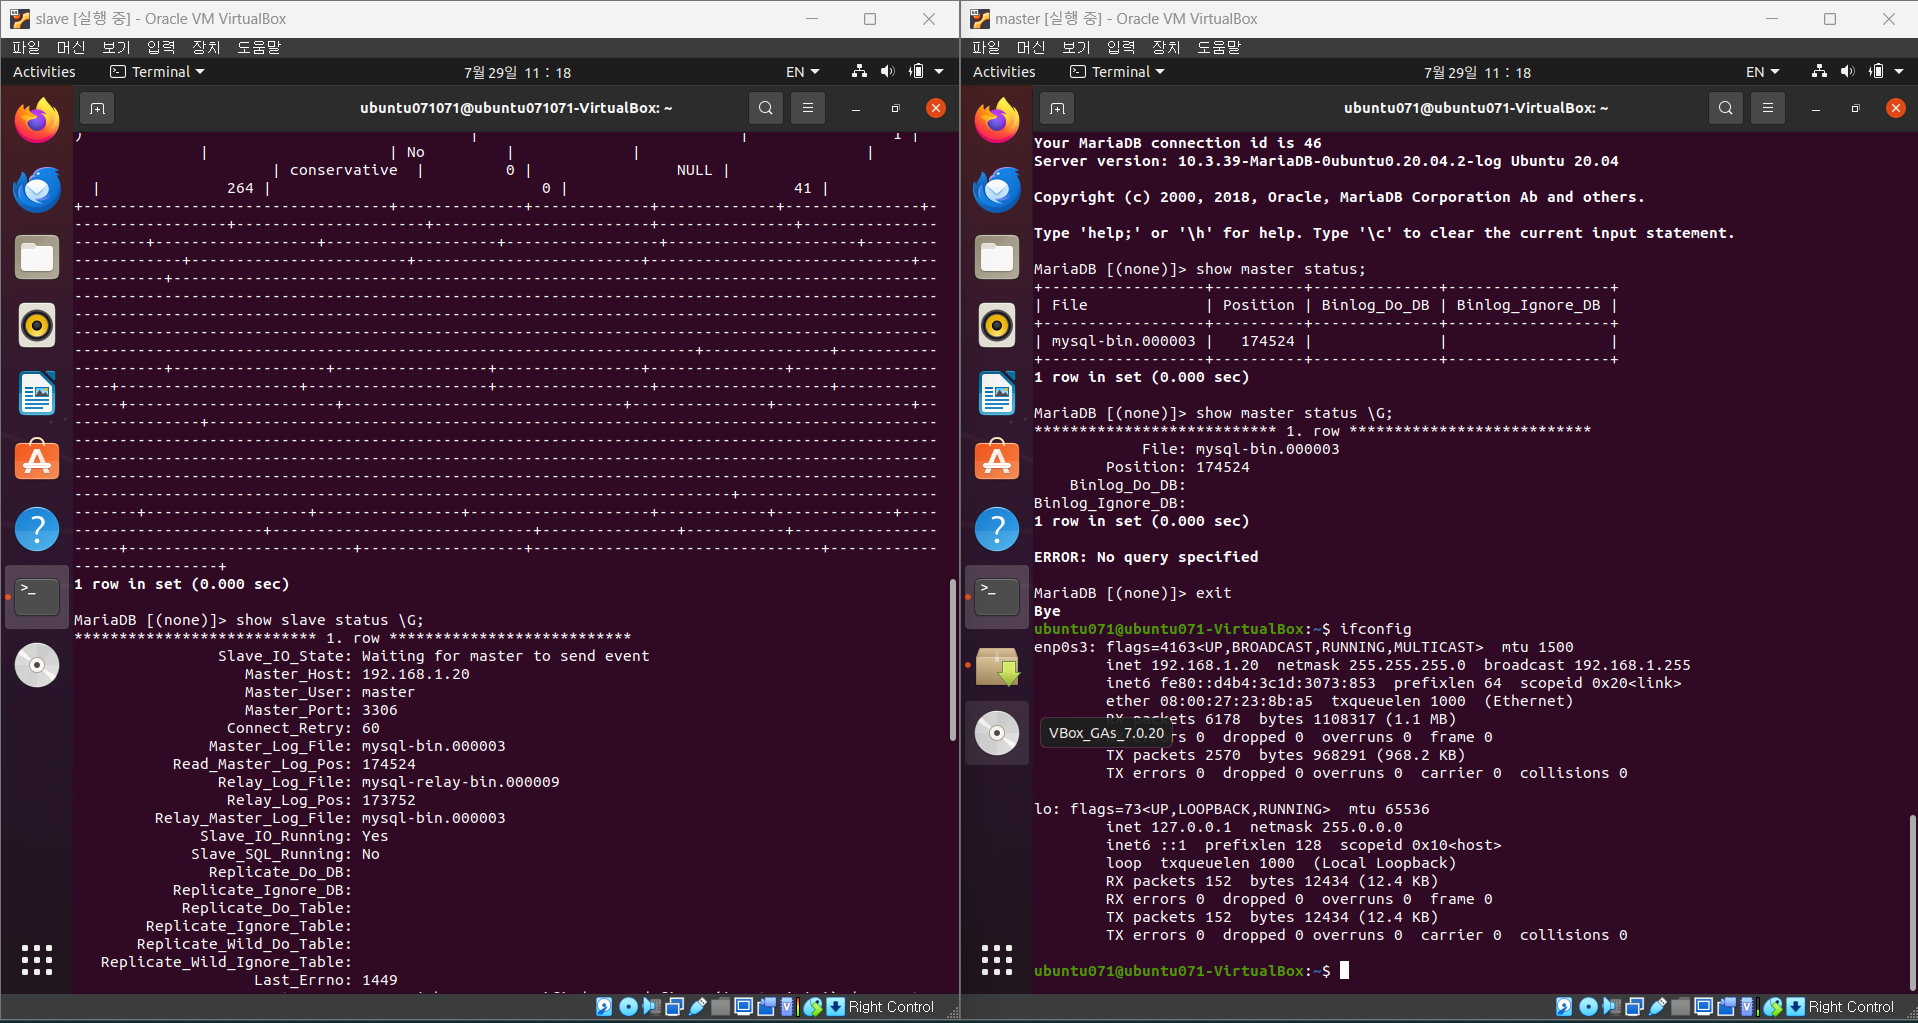 slave [실행 중] - Oracle VM VirtualBox
파일 머신 보기 입력 장치 도움말
Activities Terminal 7월 29일 11 : 18 EN
ubuntu071071@ubuntu071071-VirtualBox: ~
) | | 1 |
| | No | | |
| conservative | 0 | NULL |
| 264 | 0 | 41 |
1 row in set (0.000 sec)
MariaDB [(none)]> show slave status \G;
*************************** 1. row ***************************
Slave_IO_State: Waiting for master to send event
Master_Host: 192.168.1.20
Master_User: master
Master_Port: 3306
Connect_Retry: 60
Master_Log_File: mysql-bin.000003
Read_Master_Log_Pos: 174524
Relay_Log_File: mysql-relay-bin.000009
Relay_Log_Pos: 173752
Relay_Master_Log_File: mysql-bin.000003
Slave_IO_Running: Yes
Slave_SQL_Running: No
Replicate_Do_DB:
Replicate_Ignore_DB:
Replicate_Do_Table:
Replicate_Ignore_Table:
Replicate_Wild_Do_Table:
Replicate_Wild_Ignore_Table:
Last_Errno: 1449
Right Control
master [실행 중] - Oracle VM VirtualBox
파일 머신 보기 입력 장치 도움말
Activities Terminal 7월 29일 11 : 18 EN
ubuntu071@ubuntu071-VirtualBox: ~
Your MariaDB connection id is 46
Server version: 10.3.39-MariaDB-0ubuntu0.20.04.2-log Ubuntu 20.04
Copyright (c) 2000, 2018, Oracle, MariaDB Corporation Ab and others.
Type 'help;' or '\h' for help. Type '\c' to clear the current input statement.
MariaDB [(none)]> show master status;
+------------------+----------+--------------+------------------+
| File | Position | Binlog_Do_DB | Binlog_Ignore_DB |
+------------------+----------+--------------+------------------+
| mysql-bin.000003 | 174524 | | |
+------------------+----------+--------------+------------------+
1 row in set (0.000 sec)
MariaDB [(none)]> show master status \G;
*************************** 1. row ***************************
File: mysql-bin.000003
Position: 174524
Binlog_Do_DB:
Binlog_Ignore_DB:
1 row in set (0.000 sec)
ERROR: No query specified
MariaDB [(none)]> exit
Bye
ubuntu071@ubuntu071-VirtualBox:~$ ifconfig
enp0s3: flags=4163<UP,BROADCAST,RUNNING,MULTICAST> mtu 1500
inet 192.168.1.20 netmask 255.255.255.0 broadcast 192.168.1.255
inet6 fe80::d4b4:3c1d:3073:853 prefixlen 64 scopeid 0x20<link>
ether 08:00:27:23:8b:a5 txqueuelen 1000 (Ethernet)
RX packets 6178 bytes 1108317 (1.1 MB)
VBox_GAs_7.0.20
rs 0 dropped 0 overruns 0 frame 0
TX packets 2570 bytes 968291 (968.2 KB)
TX errors 0 dropped 0 overruns 0 carrier 0 collisions 0
lo: flags=73<UP,LOOPBACK,RUNNING> mtu 65536
inet 127.0.0.1 netmask 255.0.0.0
inet6 ::1 prefixlen 128 scopeid 0x10<host>
loop txqueuelen 1000 (Local Loopback)
RX packets 152 bytes 12434 (12.4 KB)
RX errors 0 dropped 0 overruns 0 frame 0
TX packets 152 bytes 12434 (12.4 KB)
TX errors 0 dropped 0 overruns 0 carrier 0 collisions 0
ubuntu071@ubuntu071-VirtualBox:~$
Right Control